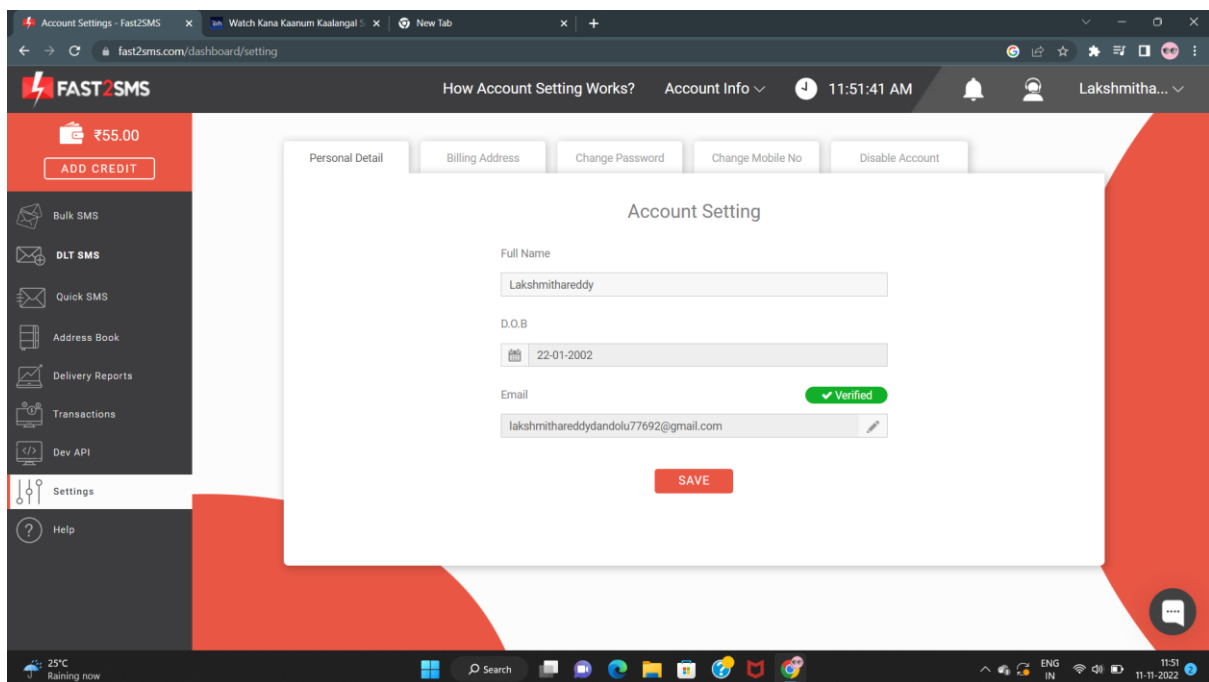 Account Settings - Fast2SMS
Watch Kana Kaanum Kaalangal S
New Tab
fast2sms.com/dashboard/setting
FAST2SMS
How Account Setting Works?
Account Info
11:51:41 AM
Lakshmitha...
₹55.00
ADD CREDIT
Bulk SMS
DLT SMS
Quick SMS
Address Book
Delivery Reports
Transactions
Dev API
Settings
Help
Personal Detail
Billing Address
Change Password
Change Mobile No
Disable Account
Account Setting
Full Name
Lakshmithareddy
D.O.B
22-01-2002
Email
Verified
lakshmithareddydandolu77692@gmail.com
SAVE
25°C
Raining now
Search
ENG
IN
11:51
11-11-2022
2